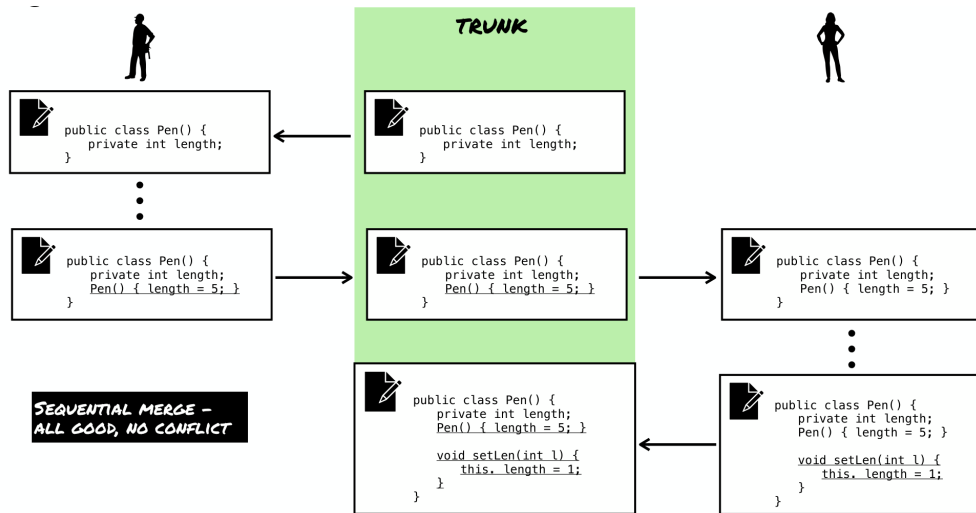 TRUNK
public class Pen() {
private int length;
}
public class Pen() {
private int length;
}
public class Pen() {
private int length;
Pen() { length = 5; }
}
public class Pen() {
private int length;
Pen() { length = 5; }
}
public class Pen() {
private int length;
Pen() { length = 5; }
}
SEQUENTIAL MERGE –
ALL GOOD, NO CONFLICT
public class Pen() {
private int length;
Pen() { length = 5; }
void setLen(int l) {
this. length = 1;
}
}
public class Pen() {
private int length;
Pen() { length = 5; }
void setLen(int l) {
this. length = 1;
}
}